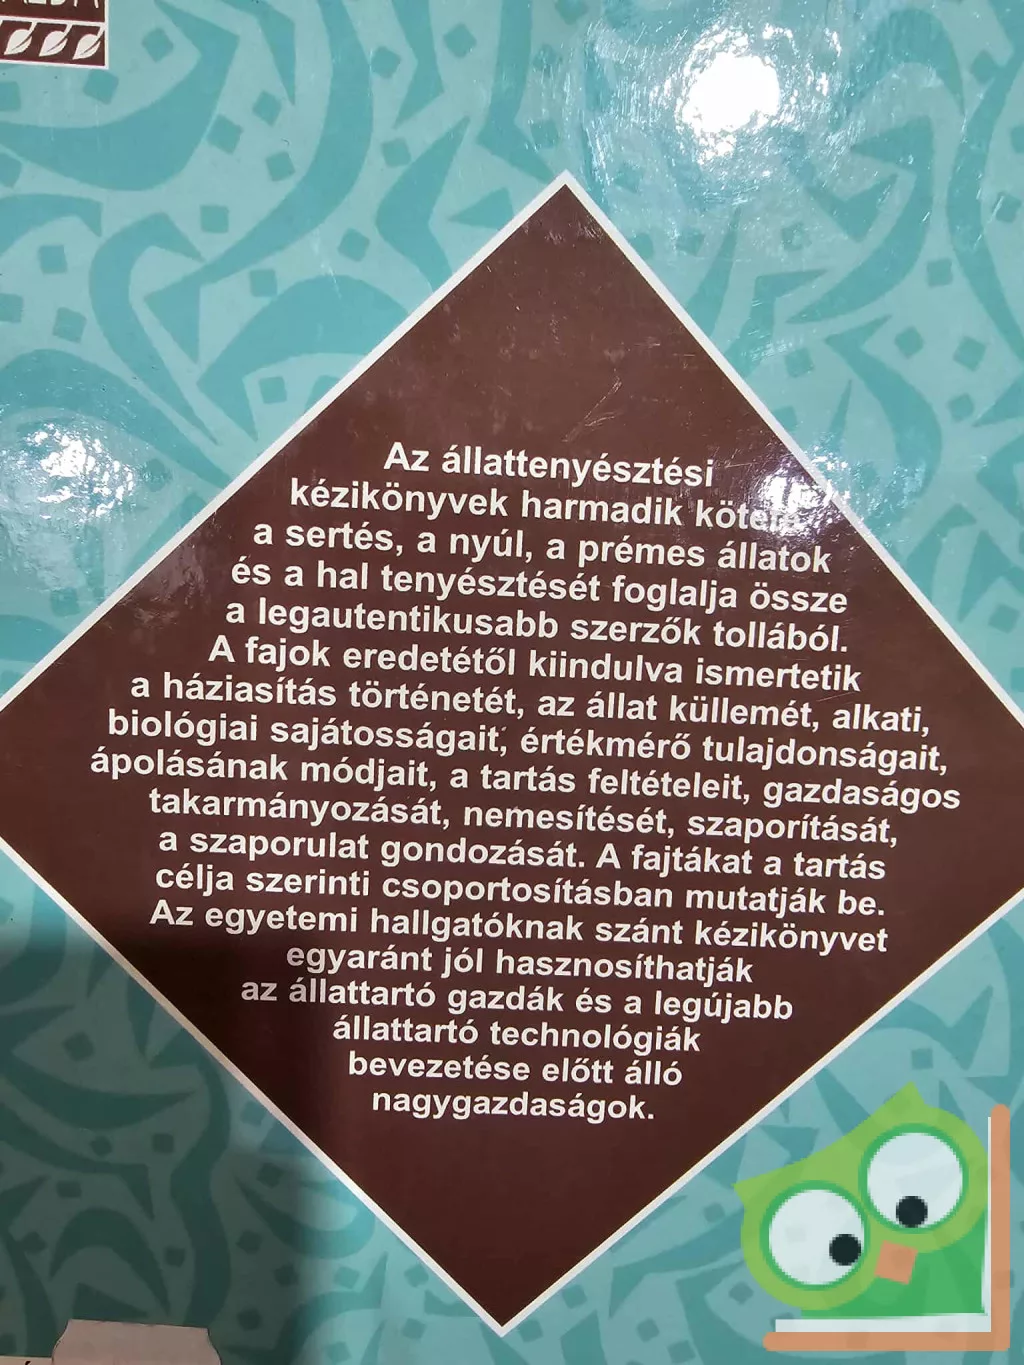 Az állattenyésztési
kézikönyvek harmadik kötete
a sertés, a nyúl, a prémes állatok
és a hal tenyésztését foglalja össze
a legautentikusabb szerzők tollából.
A fajok eredetétől kiindulva ismertetik
a háziasítás történetét, az állat küllemét, alkati,
biológiai sajátosságait, értékmérő tulajdonságait,
ápolásának módjait, a tartás feltételeit, gazdaságos
takarmányozását, nemesítését, szaporítását,
a szaporulat gondozását. A fajtákat a tartás
célja szerinti csoportosításban mutatják be.
Az egyetemi hallgatóknak szánt kézikönyvet
egyaránt jól hasznosíthatják
az állattartó gazdák és a legújabb
állattartó technológiák
bevezetése előtt álló
nagygazdaságok.